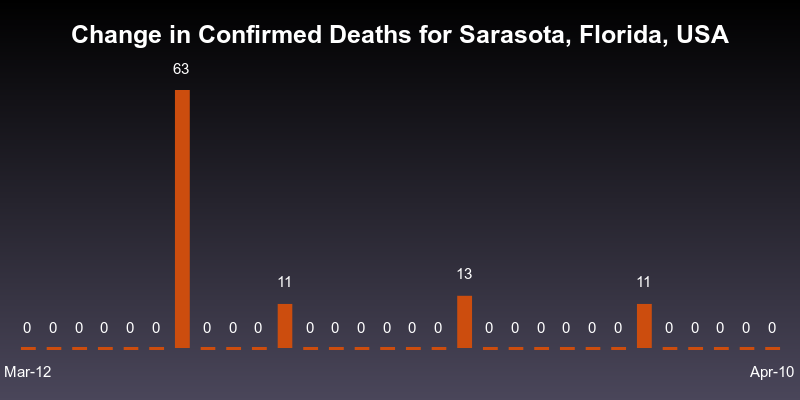 Change in Confirmed Deaths for Sarasota, Florida, USA
63
13
11 11
0 0 0 0 0 0 0 0 0 0 0 0 0 0 0 0 0 0 0 0 0 0 0 0 0 0
Mar-12 Apr-10